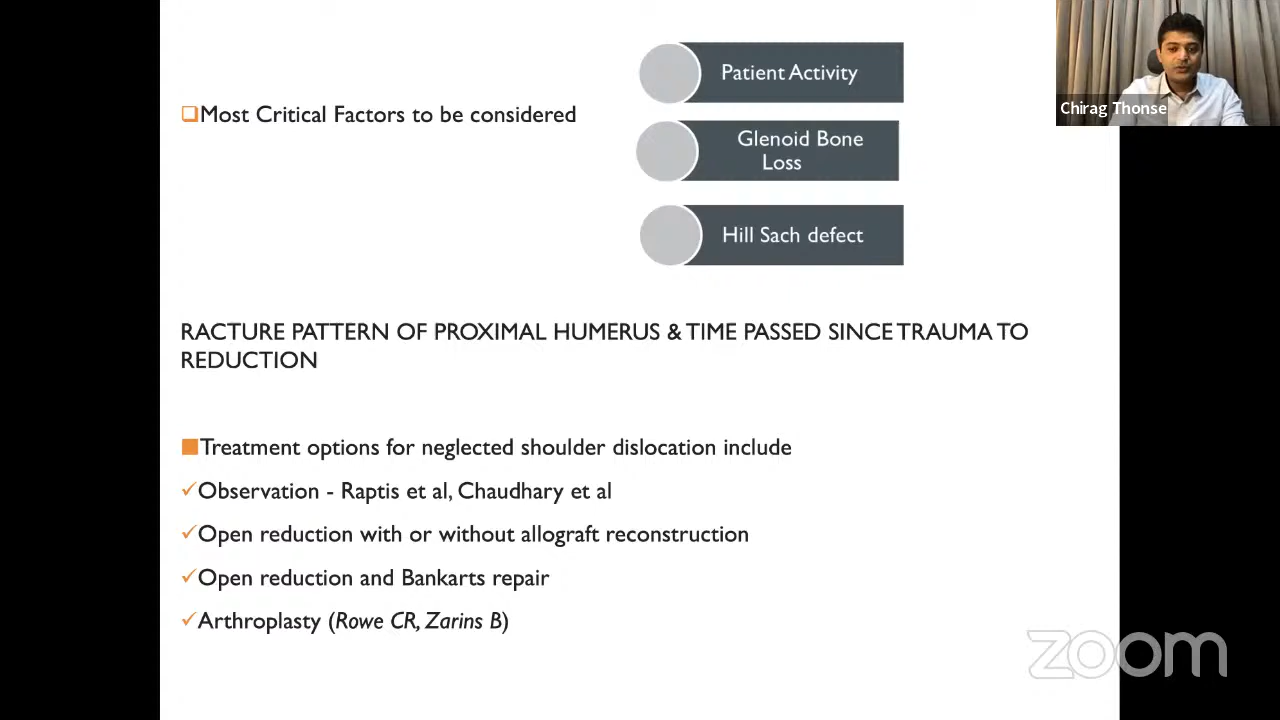 Patient Activity
Chirag Thonse
Most Critical Factors to be considered
Glenoid Bone
Loss
Hill Sach defect
RACTURE PATTERN OF PROXIMAL HUMERUS & TIME PASSED SINCE TRAUMA TO
REDUCTION
Treatment options for neglected shoulder dislocation include
Observation - Raptis et al, Chaudhary et al
Open reduction with or without allograft reconstruction
Open reduction and Bankarts repair
Arthroplasty (Rowe CR, Zarins B)
zoom